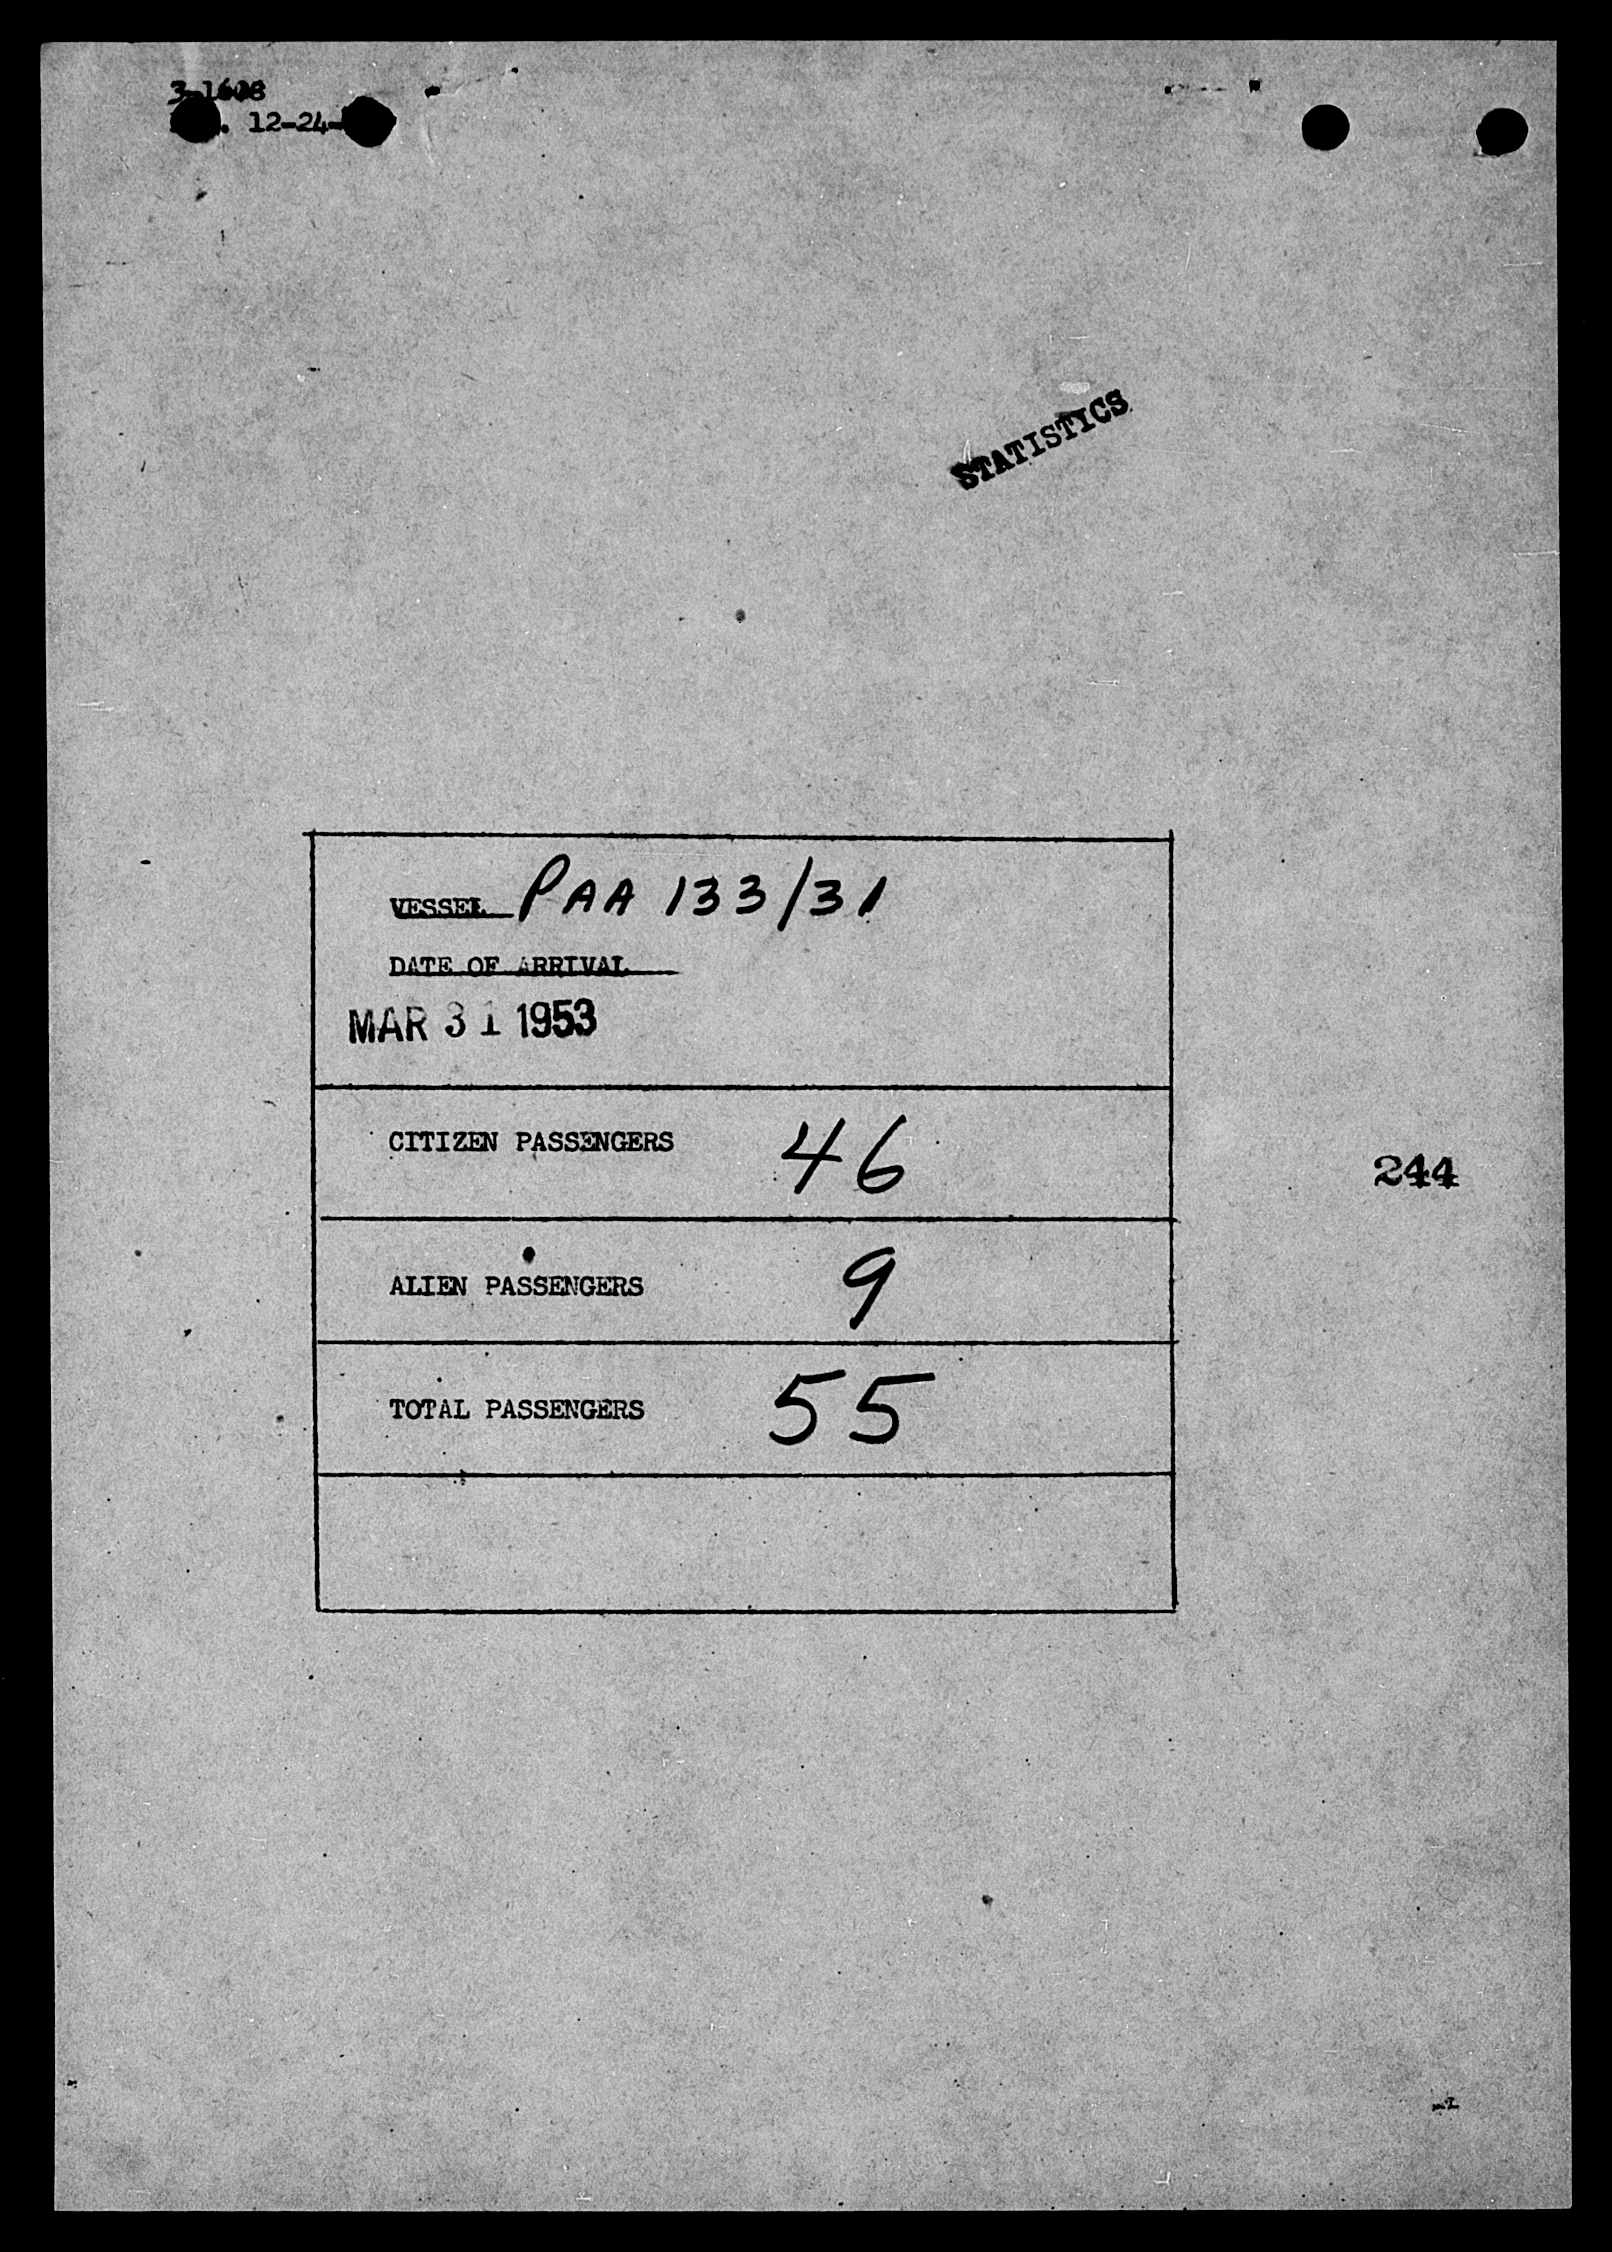 3-1608
12-24-
STATISTICS
VESSEL PAA 133/31
DATE OF ARRIVAL
MAR 31 1953
CITIZEN PASSENGERS 46
244
ALIEN PASSENGERS 9
TOTAL PASSENGERS 55